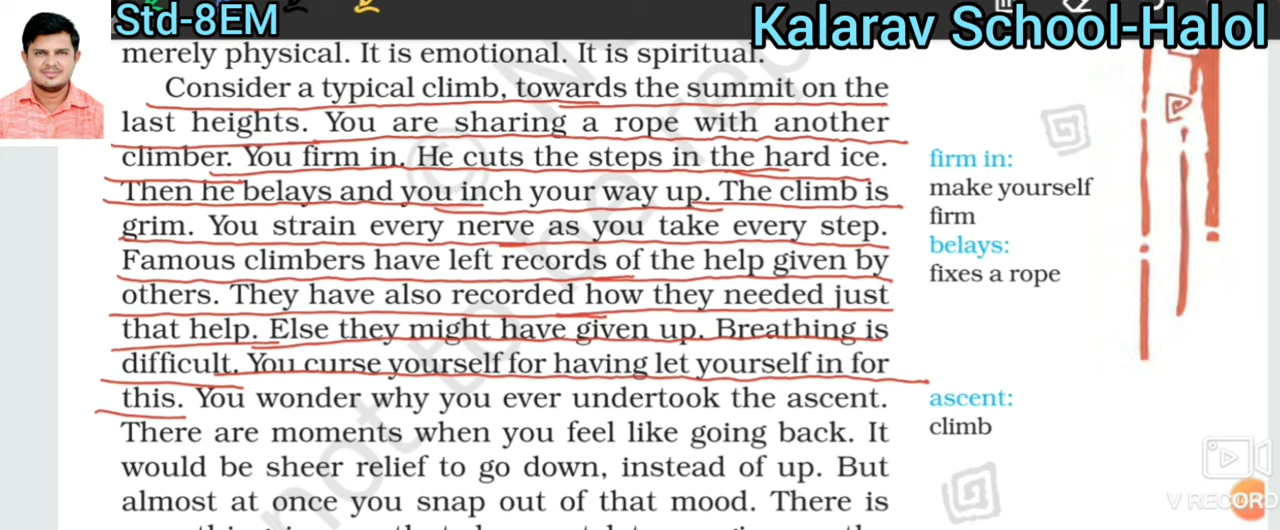 Std-8EM
Kalarav School-Halol
merely physical. It is emotional. It is spiritual.
Consider a typical climb, towards the summit on the
last heights. You are sharing a rope with another
climber. You firm in. He cuts the steps in the hard ice.
Then he belays and you inch your way up. The climb is
grim. You strain every nerve as you take every step.
Famous climbers have left records of the help given by
others. They have also recorded how they needed just
that help. Else they might have given up. Breathing is
difficult. You curse yourself for having let yourself in for
this. You wonder why you ever undertook the ascent.
There are moments when you feel like going back. It
would be sheer relief to go down, instead of up. But
almost at once you snap out of that mood. There is
firm in:
make yourself
firm
belays:
fixes a rope
ascent:
climb
V RECORD
not to be rep
© N